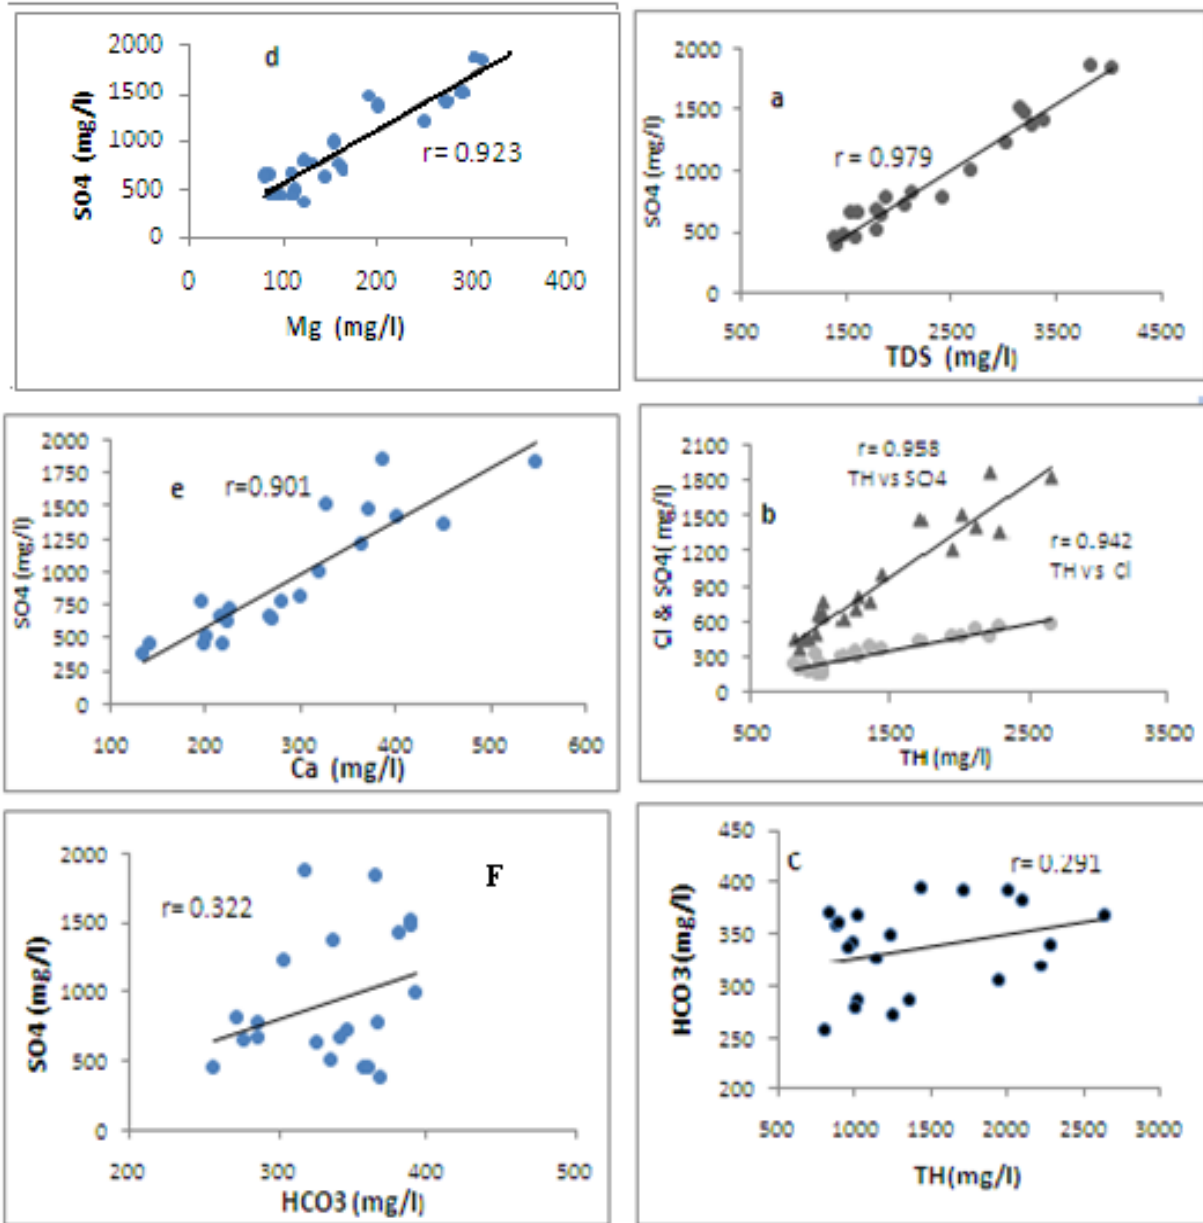 2000
d
1500
1000
500
0
SO4 (mg/l)
r= 0.923
0 100 200 300 400
Mg (mg/l)
2000
a
1500
1000
500
0
SO4 (mg/l)
r= 0.979
500 1500 2500 3500 4500
TDS (mg/l)
2000
1750
1500
1250
1000
750
500
250
0
SO4 (mg/l)
e
r=0.901
100 200 300 400 500 600
Ca (mg/l)
2100
1800
1500
1200
900
600
300
0
Cl & SO4( mg/l)
r= 0.958
TH vs SO4
b
r= 0.942
TH vs Cl
500 1500 2500 3500
TH (mg/l)
2000
1500
1000
500
0
SO4 (mg/l)
F
r= 0.322
200 300 400 500
HCO3 (mg/l)
450
400
350
300
250
200
HCO3 (mg/l)
c
r= 0.291
500 1000 1500 2000 2500 3000
TH (mg/l)